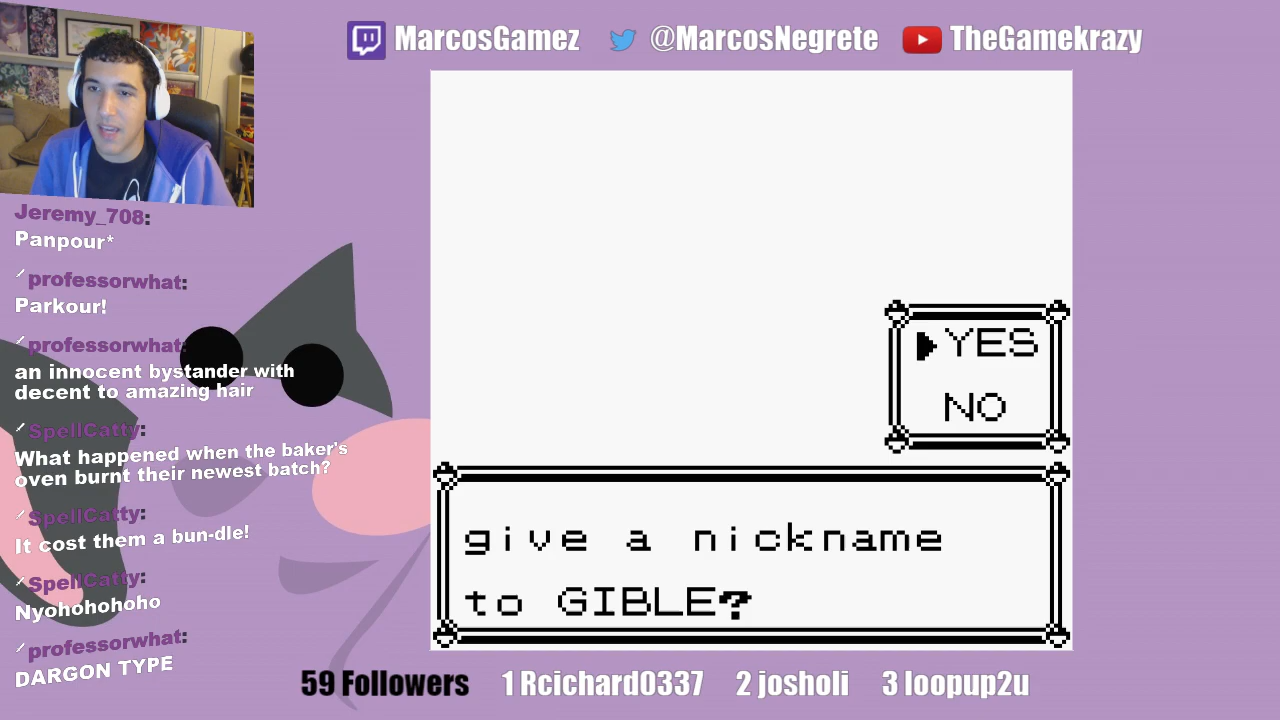 MarcosGamez @MarcosNegrete TheGamekrazy
Jeremy_708:
Panpour*
professorwhat:
Parkour!
professorwhat:
an innocent bystander with
decent to amazing hair
SpellCatty:
What happened when the baker's
oven burnt their newest batch?
SpellCatty:
It cost them a bun-dle!
SpellCatty:
Nyohohohoho
professorwhat:
DARGON TYPE
YES
NO
give a nickname
to GIBLE?
59 Followers 1 Rcichard0337 2 josholi 3 loopup2u